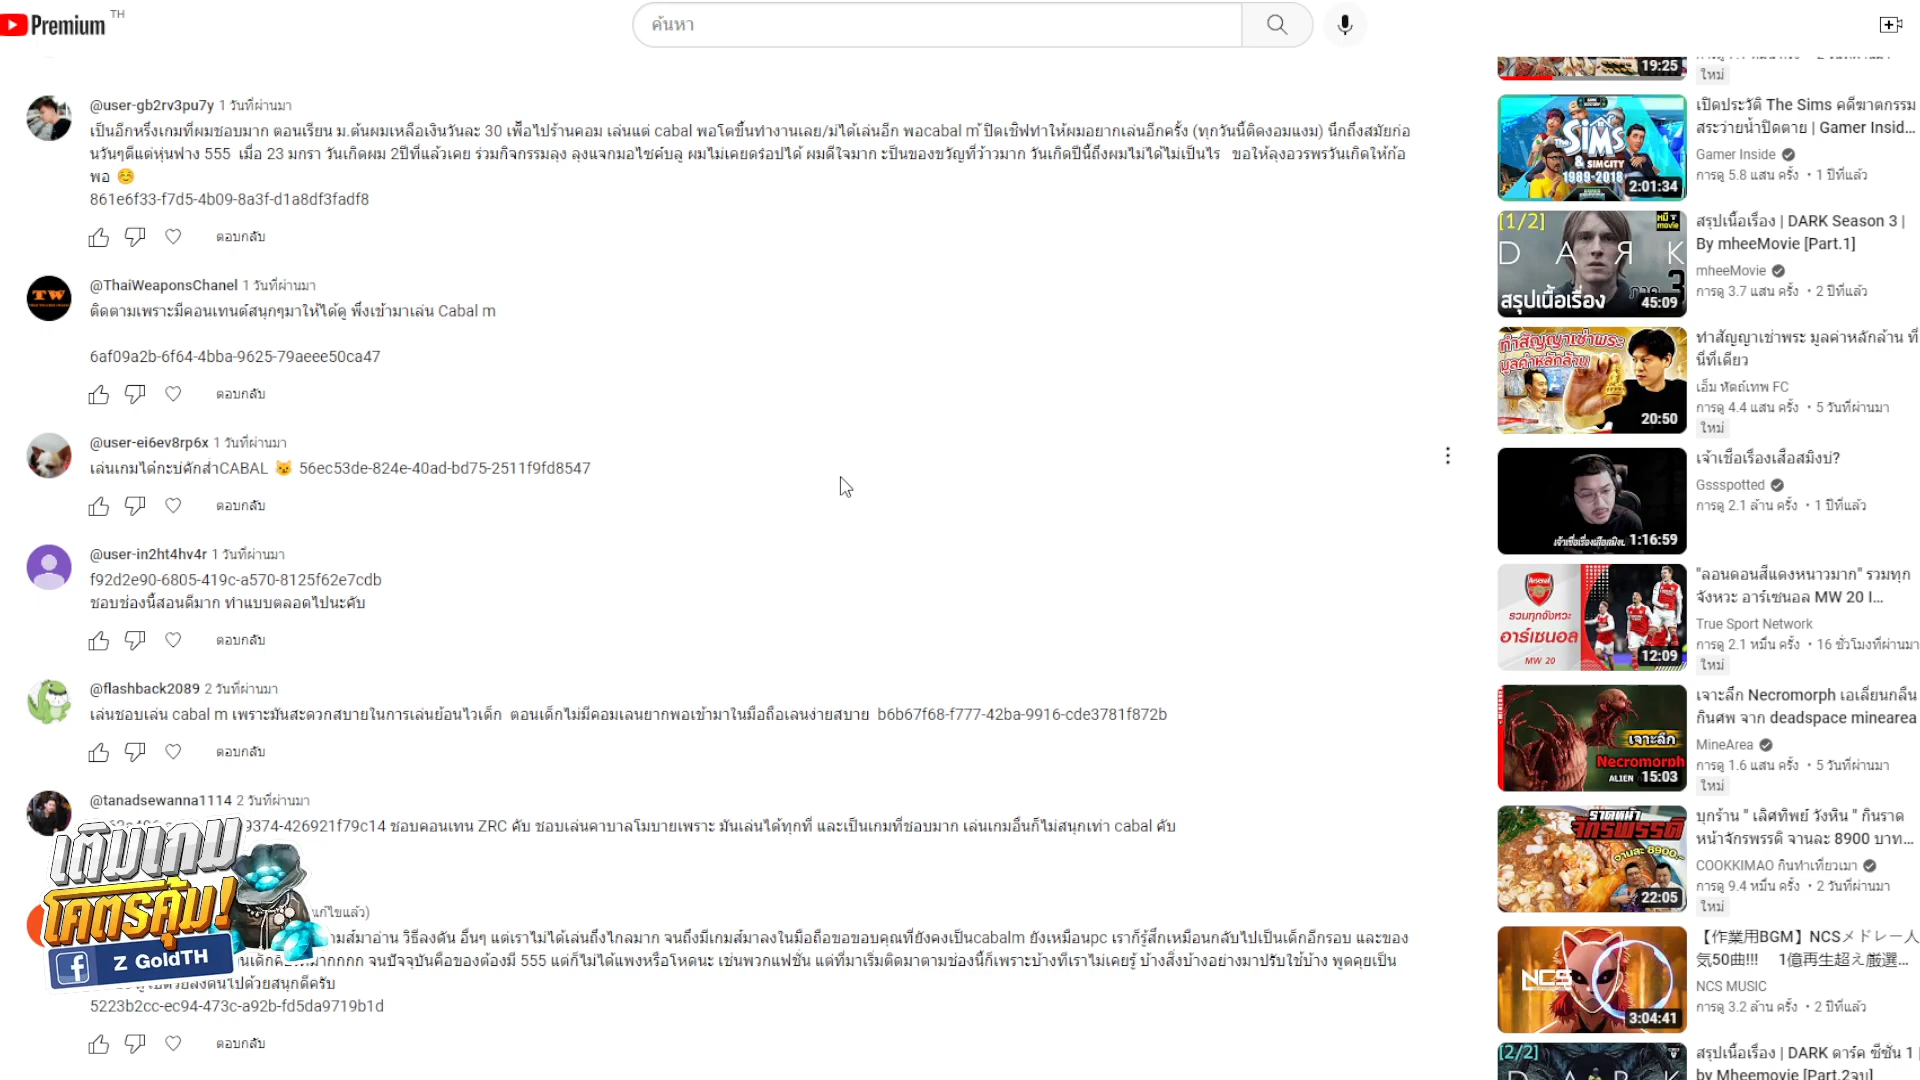 Premium TH
ค้นหา
@user-gb2rv3pu7y 1 วันที่ผ่านมา
เป็นอีกหรึ่งเกมที่ผมชอบมาก ตอนเรียน ม.ต้นผมเหลือเงินวันละ 30 เพื่อไปร้านคอม เล่นแต่ cabal พอโตขึ้นทำงานเลย/ม่ได้เล่นอีก พอcabal m ปิดเซิฟทำให้ผมอยากเล่นอีกครั้ง (ทุกวันนี้ติดงอมแงม) นึกถึงสมัยก่อ
นวันๆตีแต่หุ่นฟาง 555 เมื่อ 23 มกรา วันเกิดผม 2ปีที่แล้วเคย ร่วมกิจกรรมลุง ลุงแจกมอไซค์บลู ผมไม่เคยดร่อปได้ ผมดีใจมาก ะป็นของขวัญที่ว้าวมาก วันเกิดปีนี้ถึงผมไม่ได้ไม่เป็นไร ขอให้ลุงอวรพรวันเกิดให้ก้อ
พอ ☺️
861e6f33-f7d5-4b09-8a3f-d1a8df3fadf8
ตอบกลับ
@ThaiWeaponsChanel 1 วันที่ผ่านมา
ติดตามเพราะมีคอนเทนต์สนุกๆมาให้ได้ดู พึ่งเข้ามาเล่น Cabal m
6af09a2b-6f64-4bba-9625-79aeee50ca47
ตอบกลับ
@user-ei6ev8rp6x 1 วันที่ผ่านมา
เล่นเกมได๋กะบ่คักส่ำCABAL 😼 56ec53de-824e-40ad-bd75-2511f9fd8547
ตอบกลับ
@user-in2ht4hv4r 1 วันที่ผ่านมา
f92d2e90-6805-419c-a570-8125f62e7cdb
ชอบช่องนี้สอนดีมาก ทำแบบตลอดไปนะคับ
ตอบกลับ
@flashback2089 2 วันที่ผ่านมา
เล่นชอบเล่น cabal m เพราะมันสะดวกสบายในการเล่นย้อนไวเด็ก ตอนเด็กไม่มีคอมเลนยากพอเข้ามาในมือถือเลนง่ายสบาย b6b67f68-f777-42ba-9916-cde3781f872b
ตอบกลับ
@tanadsewanna1114 2 วันที่ผ่านมา
9374-426921f79c14 ชอบคอนเทน ZRC คับ ชอบเล่นคาบาลโมบายเพราะ มันเล่นได้ทุกที่ และเป็นเกมที่ชอบมาก เล่นเกมอื่นก็ไม่สนุกเท่า cabal คับ
แก้ไขแล้ว)
ามส์มาอ่าน วิธีลงดัน อื่นๆ แต่เราไม่ได้เล่นถึงไกลมาก จนถึงมีเกมส์มาลงในมือถือขอขอบคุณที่ยังคงเป็นcabalm ยังเหมือนpc เราก็รู้สึกเหมือนกลับไปเป็นเด็กอีกรอบ และของ
จนปัจจุบันคือของต้องมี 555 แต่ก็ไม่ได้แพงหรือโหดนะ เช่นพวกแฟชั่น แต่ที่มาเริ่มติดมาตามช่องนี้ก็เพราะบ้างที่เราไม่เคยรู้ บ้างสิ่งบ้างอย่างมาปรับใช้บ้าง พูดคุยเป็น
5223b2cc-ec94-473c-a92b-fd5da9719b1d
ตอบกลับ
เติมเกม
โคตรคุ้ม!
f Z GoldTH
19:25
ใหม่
The Sims & SIMCITY
1989-2018
2:01:34
เปิดประวัติ The Sims คดีฆาตกรรม
สระว่ายน้ำปิดตาย | Gamer Insid...
Gamer Inside
การดู 5.8 แสน ครั้ง • 1 ปีที่แล้ว
[1/2]
หมี movie
DARK
ภาค 3
สรุปเนื้อเรื่อง
45:09
สรุปเนื้อเรื่อง | DARK Season 3 |
By mheeMovie [Part.1]
mheeMovie
การดู 3.7 แสน ครั้ง • 2 ปีที่แล้ว
ทำสัญญาเช่าพระ
มูลค่าหลักล้าน
20:50
ทำสัญญาเช่าพระ มูลค่าหลักล้าน ที่
นี่ที่เดียว
เอ็ม หัตถ์เทพ FC
การดู 4.4 แสน ครั้ง • 5 วันที่ผ่านมา
ใหม่
เจ้าเชื่อเรื่องเสือสมิงบ่
1:16:59
เจ้าเชื่อเรื่องเสือสมิงบ่?
Gssspotted
การดู 2.1 ล้าน ครั้ง • 1 ปีที่แล้ว
Arsenal
รวมทุกจังหวะ
อาร์เซนอล
MW 20
12:09
"ลอนดอนสีแดงหนาวมาก" รวมทุก
จังหวะ อาร์เซนอล MW 20 I...
True Sport Network
การดู 2.1 หมื่น ครั้ง • 16 ชั่วโมงที่ผ่านมา
ใหม่
เจาะลึก
Necromorph
ALIEN
15:03
เจาะลึก Necromorph เอเลี่ยนกลืน
กินศพ จาก deadspace minearea
MineArea
การดู 1.6 แสน ครั้ง • 5 วันที่ผ่านมา
ใหม่
ราดหน้า
จักรพรรดิ
จานละ 8900.-
22:05
บุกร้าน " เลิศทิพย์ วังหิน " กินราด
หน้าจักรพรรดิ จานละ 8900 บาท...
COOKKIMAO กินทำเที่ยวเมา
การดู 9.4 หมื่น ครั้ง • 2 วันที่ผ่านมา
ใหม่
NCS
3:04:41
【作業用BGM】NCSメドレー人
気50曲!!! 1億再生超え厳選...
NCS MUSIC
การดู 3.2 ล้าน ครั้ง • 2 ปีที่แล้ว
[2/2]
DARK
สรุปเนื้อเรื่อง | DARK ดาร์ค ซีซั่น 1 |
by Mheemovie [Part.2จบ]